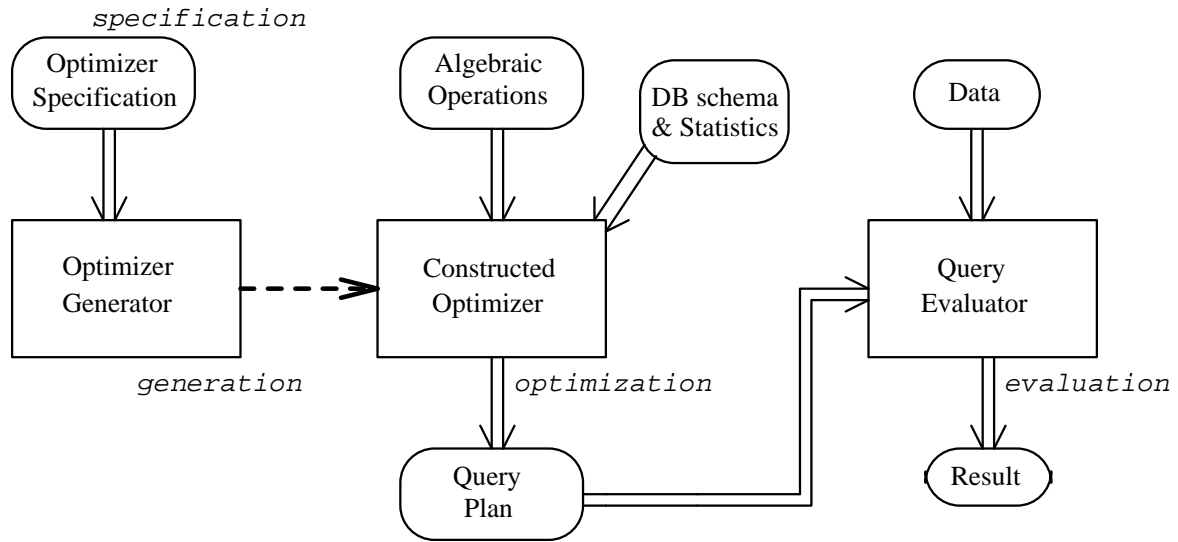 specification
Optimizer
Specification
Algebraic
Operations
DB schema
& Statistics
Data
Optimizer
Generator
Constructed
Optimizer
Query
Evaluator
generation
optimization
evaluation
Query
Plan
Result